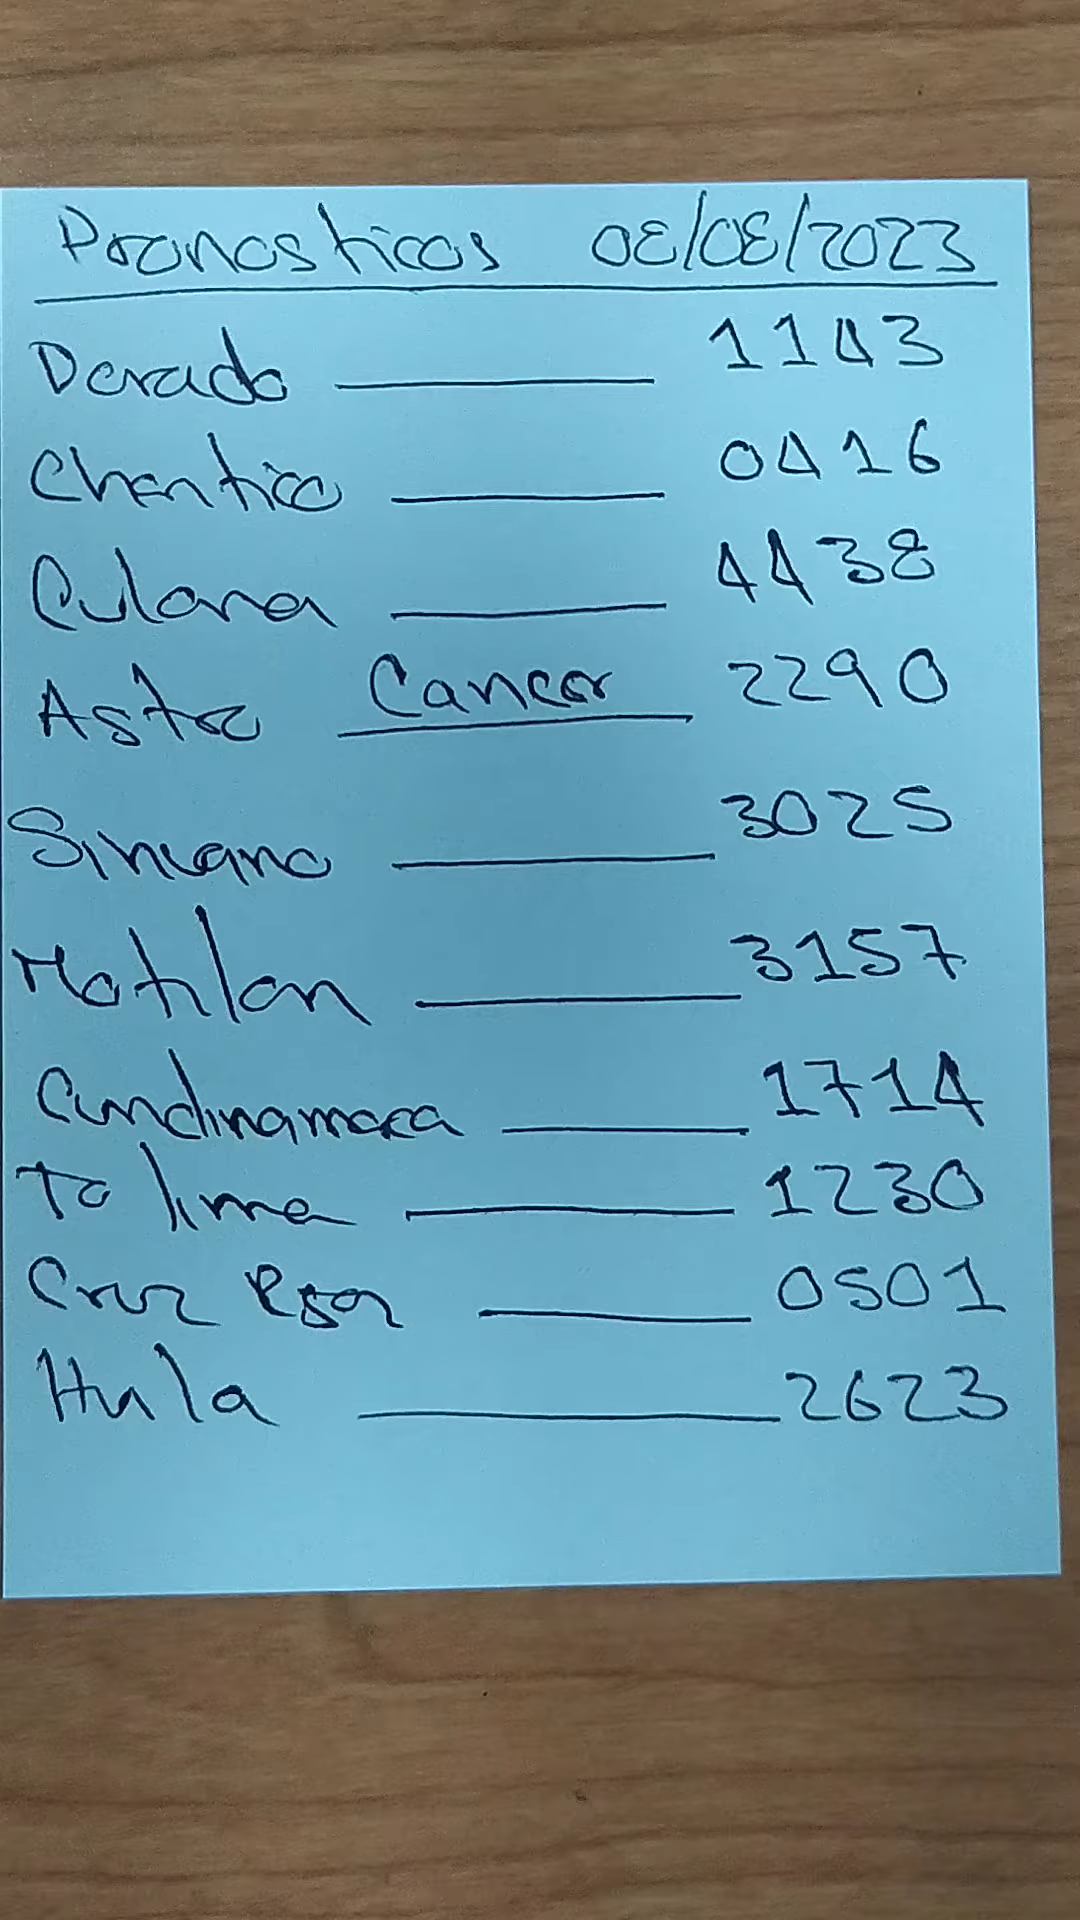 Pronosticos 08/08/2023
Dorado 1143
Chontico 0416
Culona 4438
Astro Cancer 2290
Sinuano 3025
Motilon 3157
Cundinamarca 1714
Tolima 1230
Cruz Roja 0501
Huila 2623